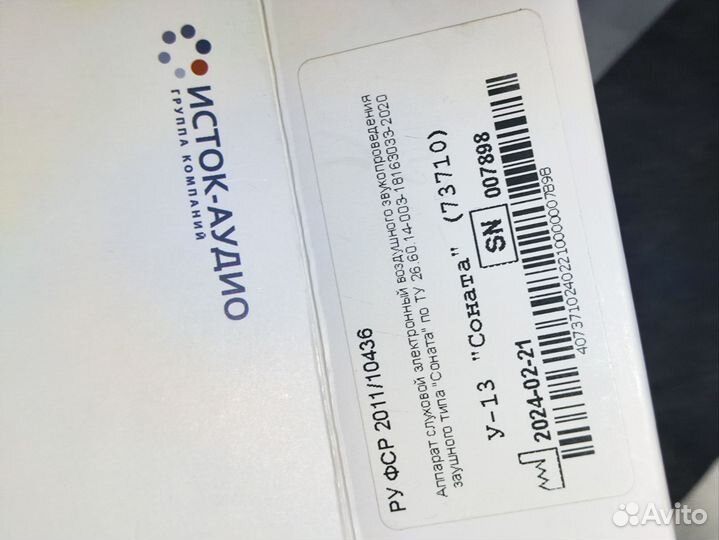 ИСТОК-АУДИО
ГРУППА КОМПАНИЙ
РУ ФСР 2011/10436
Аппарат слуховой электронный воздушного звукопроведения
заушного типа "Соната" по ТУ 26.60.14-003-18163033-2020
У-13 "Соната" (73710)
2024-02-21 SN 007898
407371024022100000007898
Avito